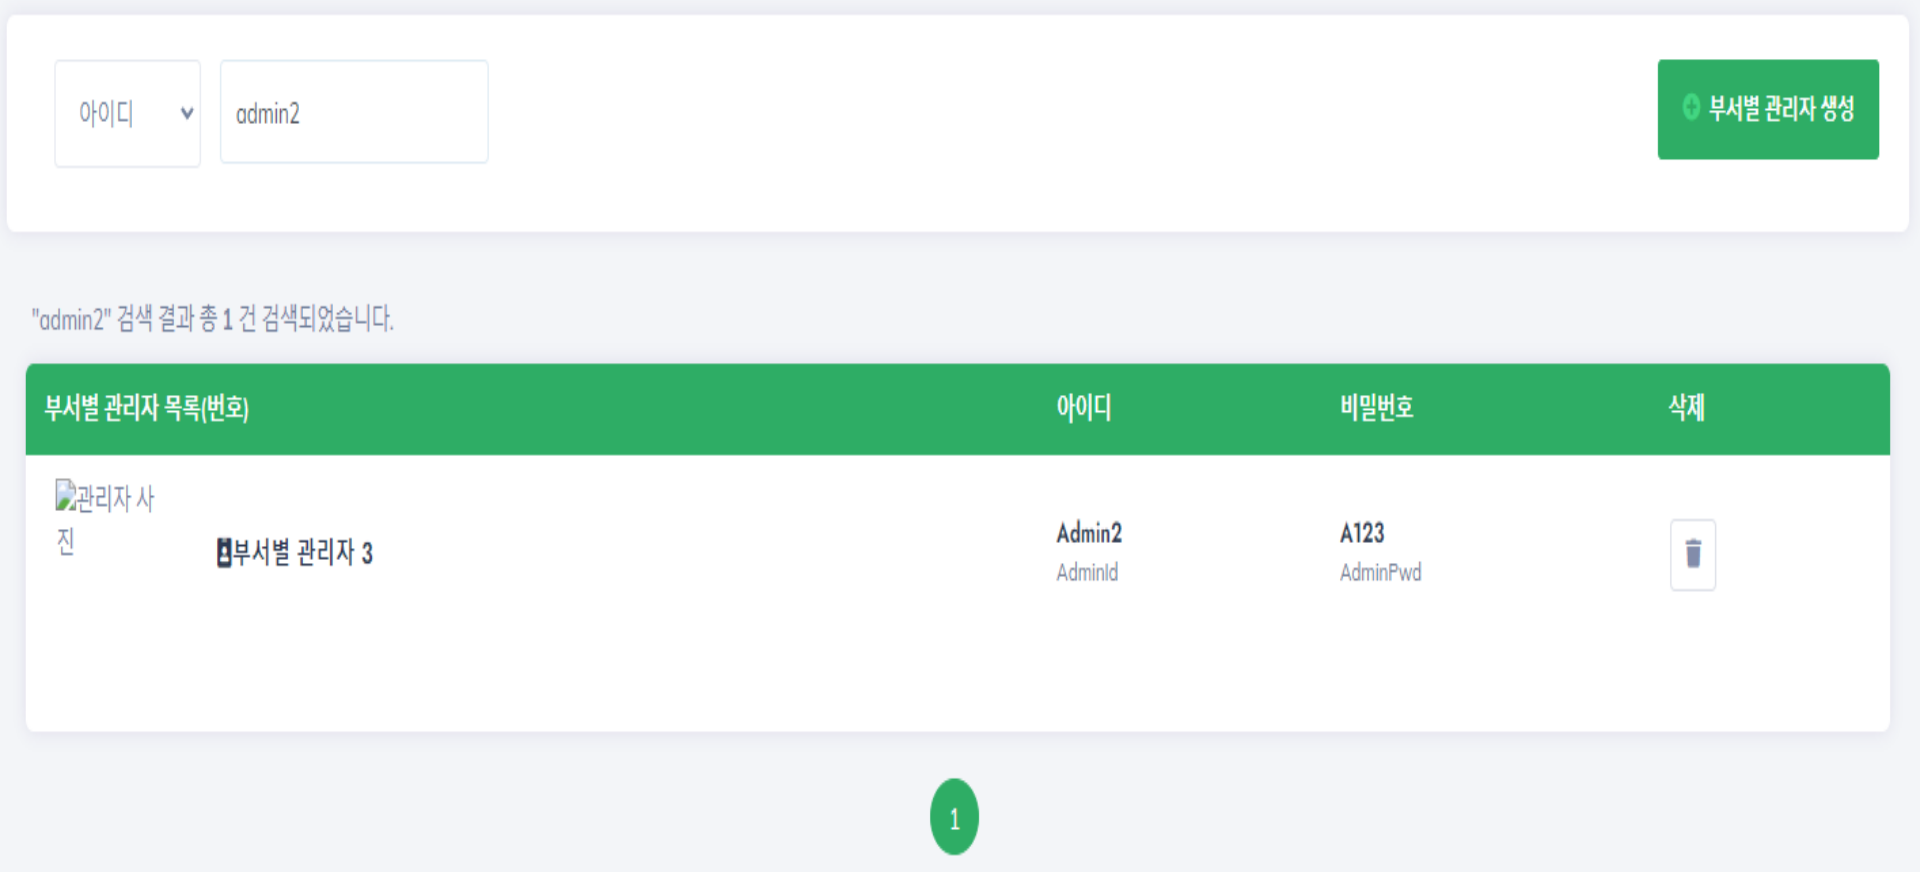 아이디
admin2
부서별 관리자 생성
"admin2" 검색 결과 총 1 건 검색되었습니다.
부서별 관리자 목록(번호) 아이디 비밀번호 삭제
관리자 사
진
부서별 관리자 3
Admin2
AdminId
A123
AdminPwd
1